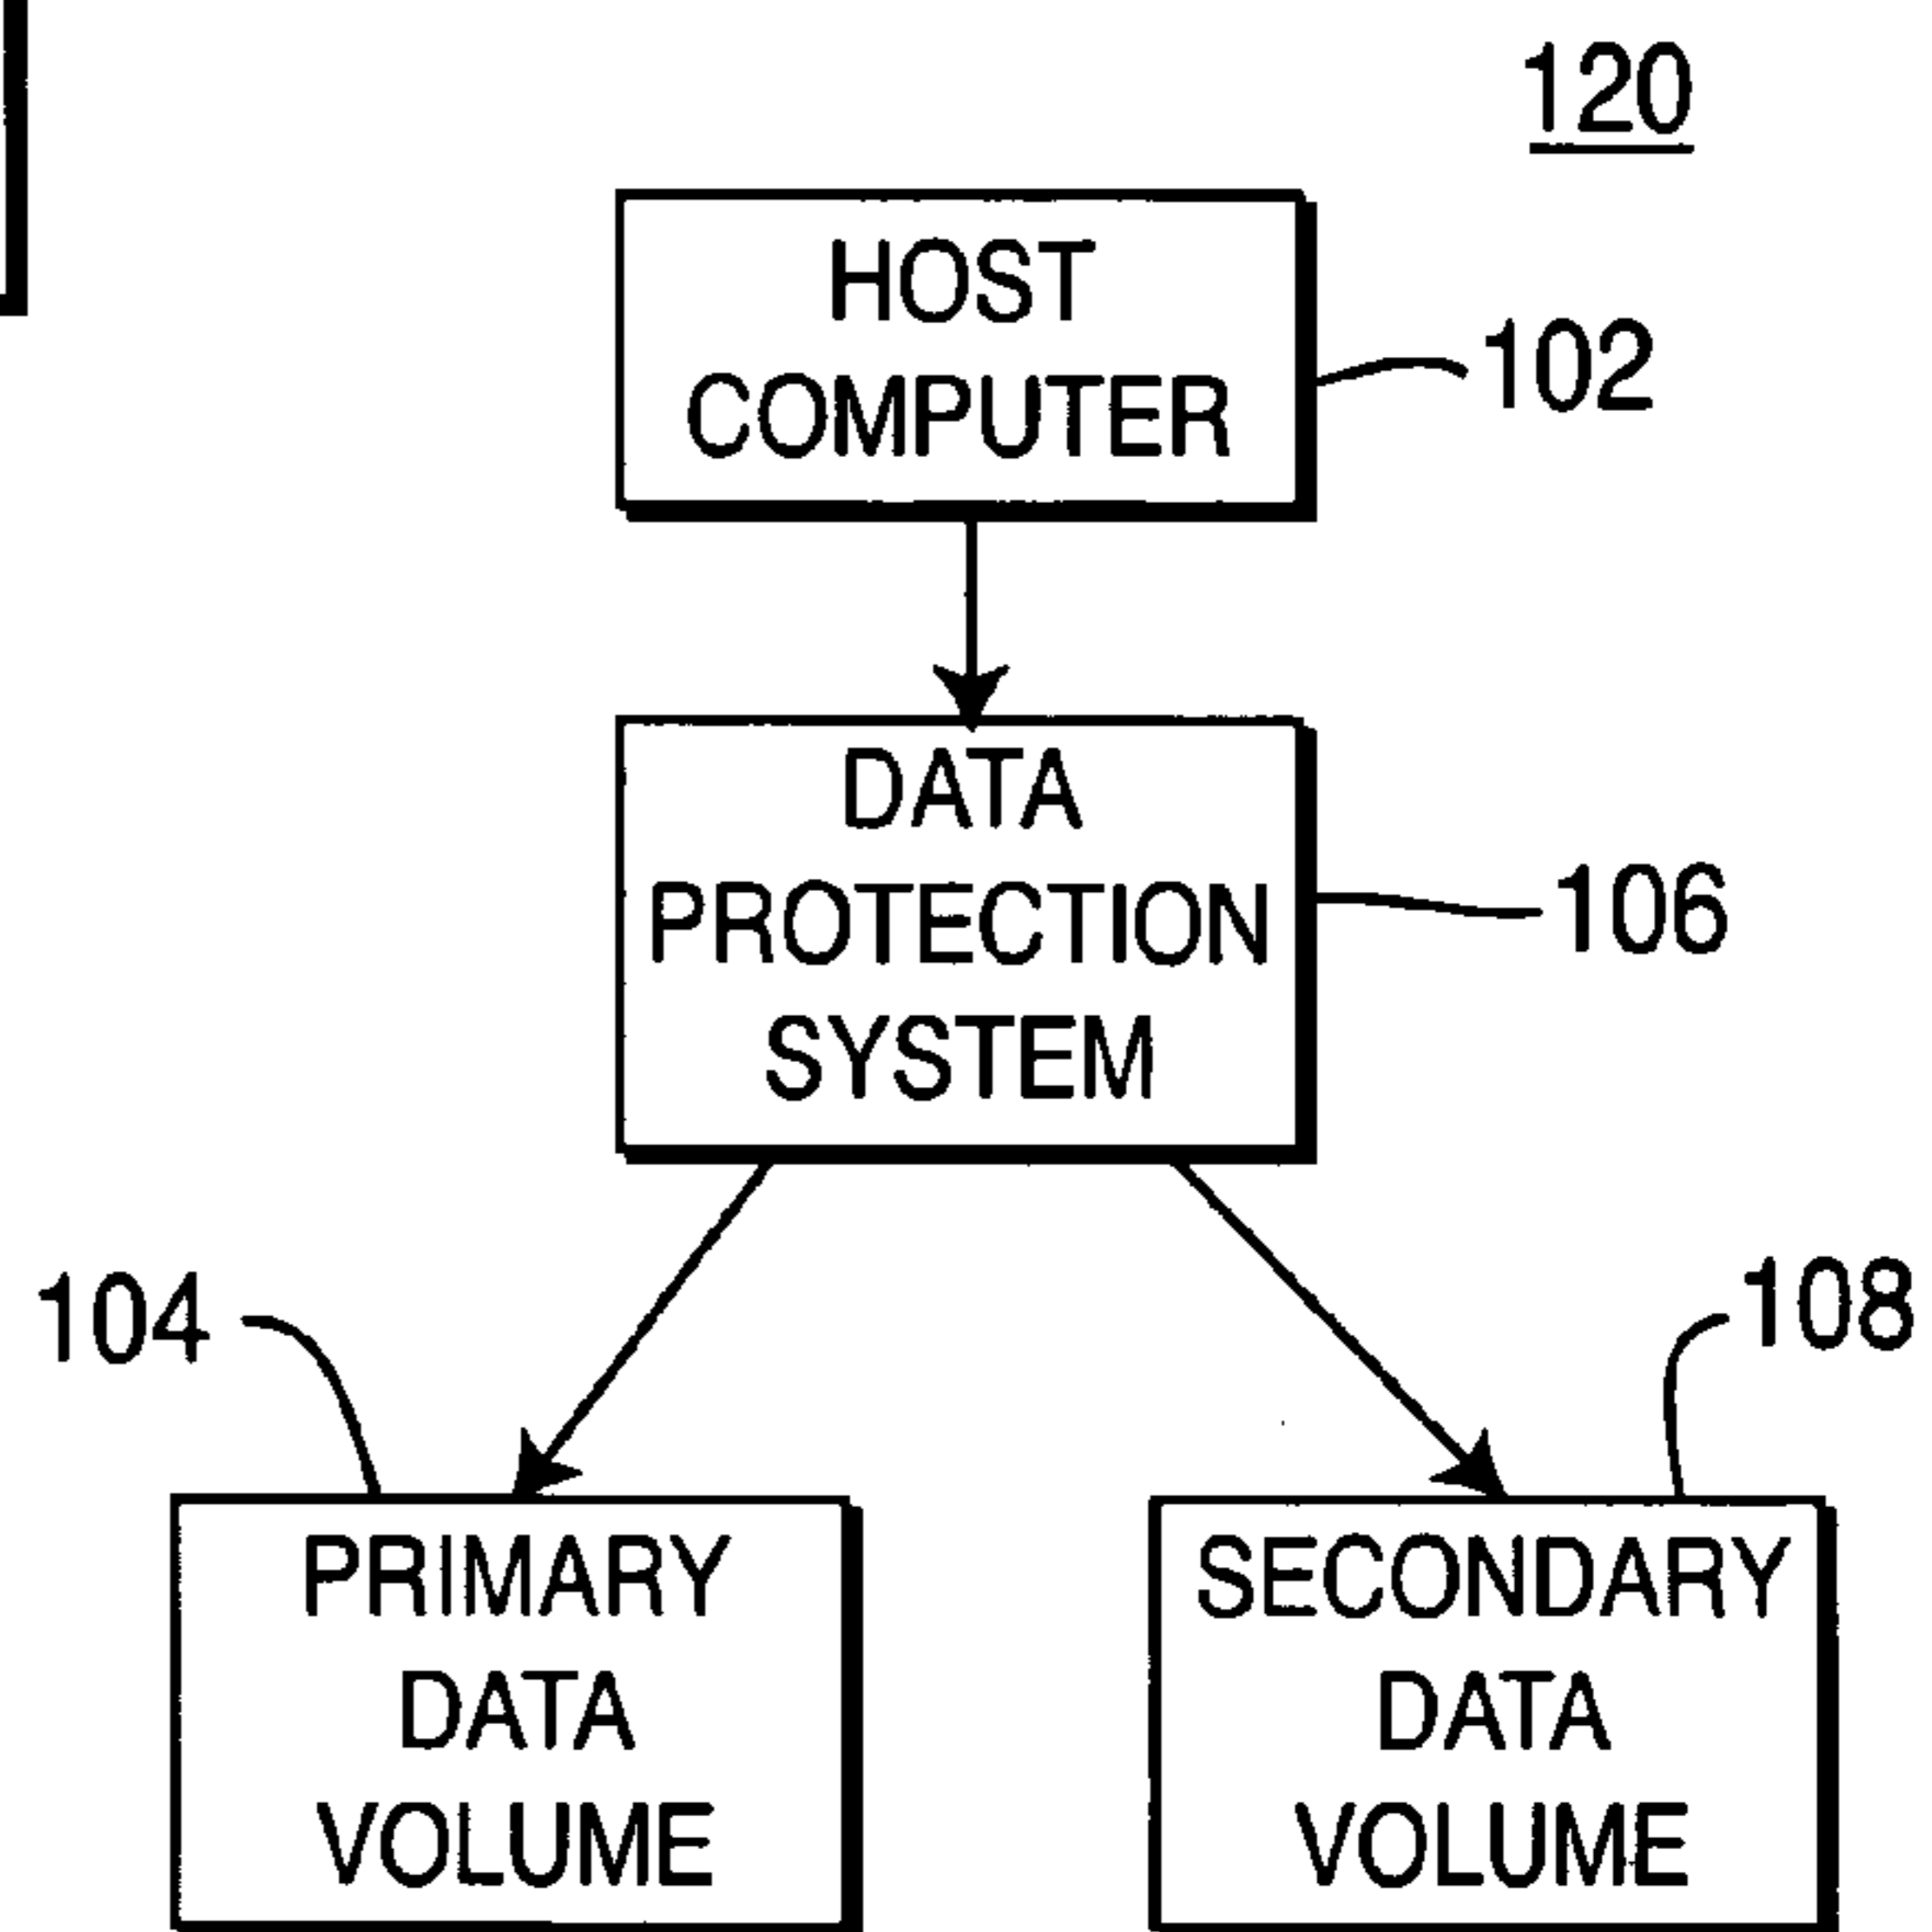 120
HOST
COMPUTER
102
DATA
PROTECTION
SYSTEM
106
104
108
PRIMARY
DATA
VOLUME
SECONDARY
DATA
VOLUME